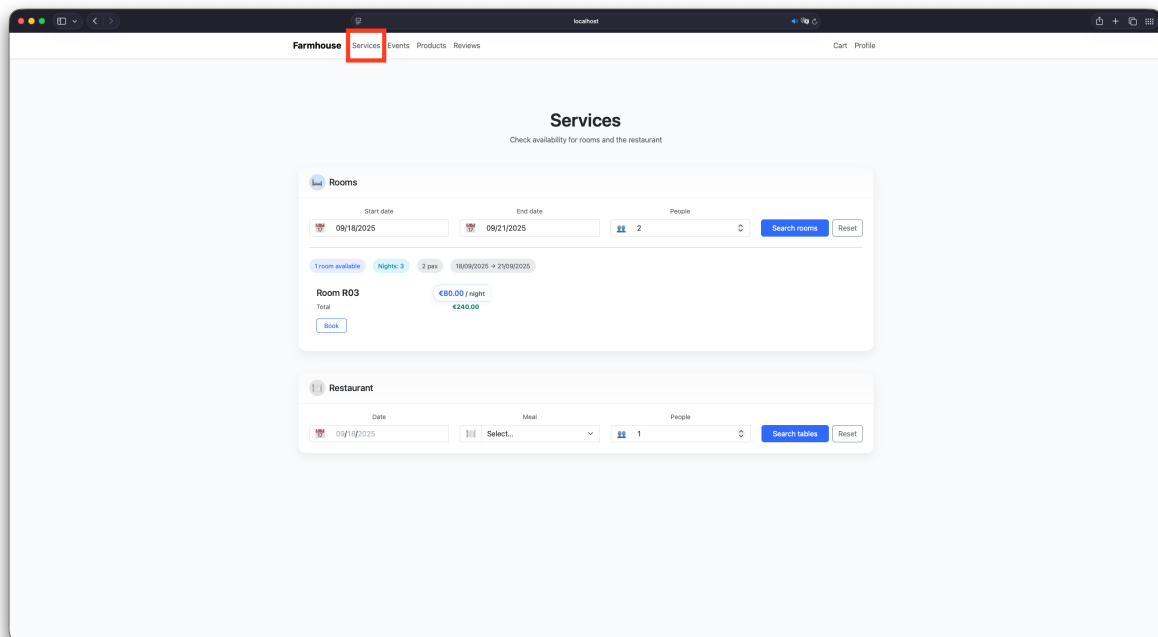 localhost
Farmhouse Services Events Products Reviews Cart Profile
Services
Check availability for rooms and the restaurant
Rooms
Start date End date People
17 09/18/2025 17 09/21/2025 2 Search rooms Reset
1 room available Nights: 3 2 pax 18/09/2025 → 21/09/2025
Room R03 €80.00 / night
Total €240.00
Book
Restaurant
Date Meal People
17 09/18/2025 Select... 1 Search tables Reset